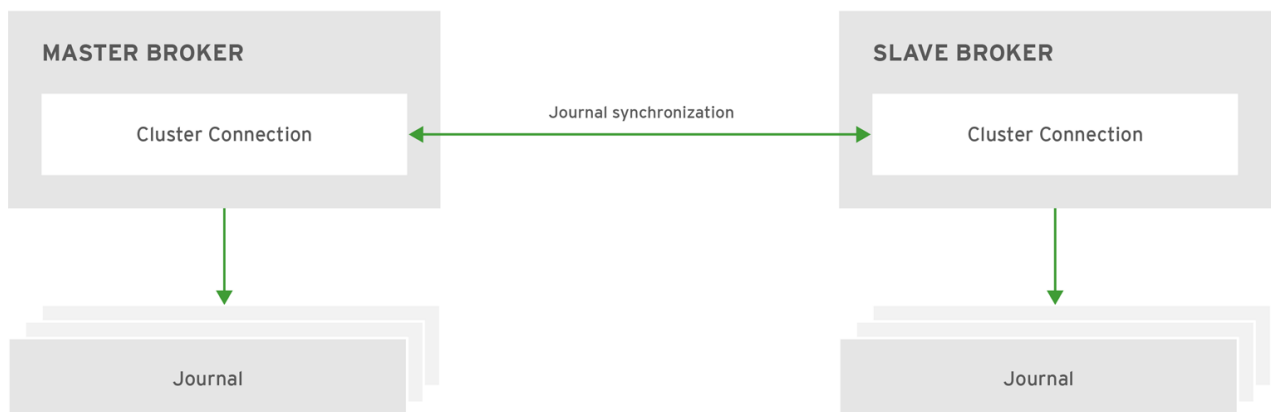 MASTER BROKER
SLAVE BROKER
Cluster Connection
Journal synchronization
Cluster Connection
Journal
Journal